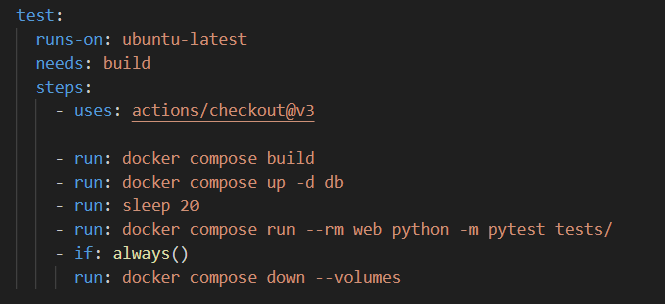 test:
  runs-on: ubuntu-latest
  needs: build
  steps:
    - uses: actions/checkout@v3

    - run: docker compose build
    - run: docker compose up -d db
    - run: sleep 20
    - run: docker compose run --rm web python -m pytest tests/
    - if: always()
      run: docker compose down --volumes